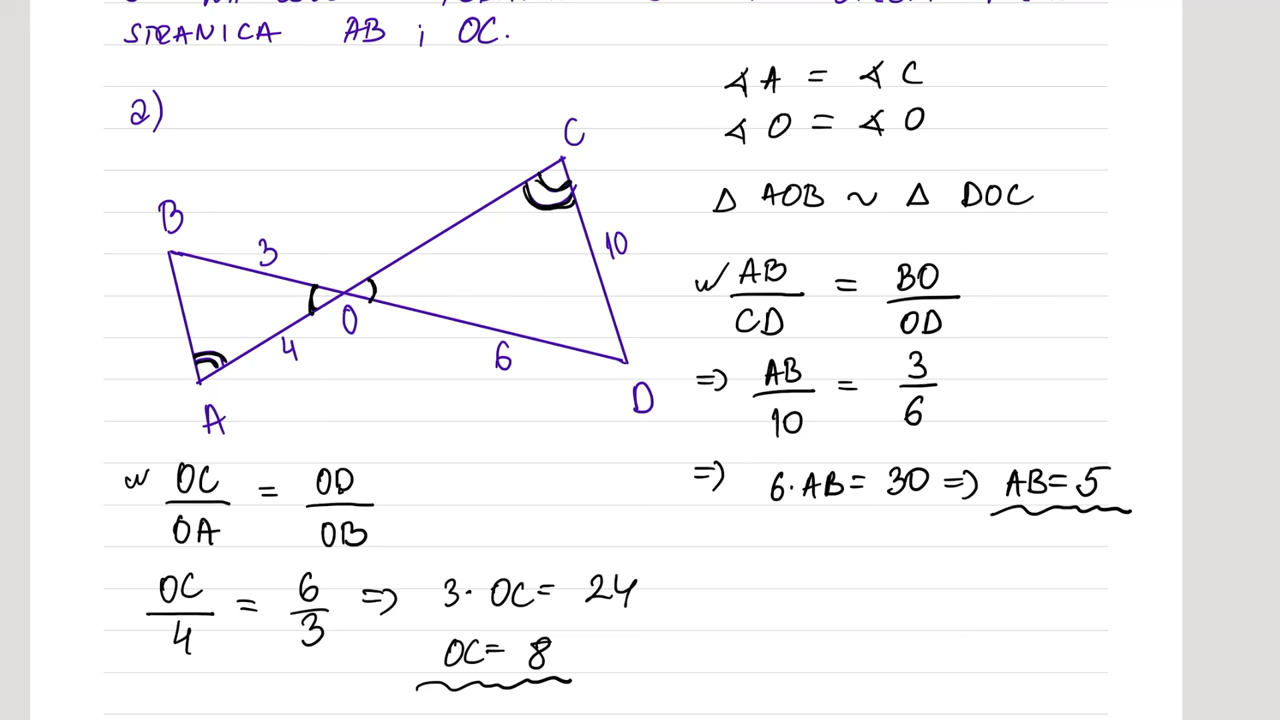 STRANICA AB i OC.
2)
B
3
C
10
O
4
6
A
D
∢ A = ∢ C
∢ O = ∢ O
Δ AOB ~ Δ DOC
AB/CD = BO/OD
=> AB/10 = 3/6
=> 6·AB = 30 => AB = 5
OC/OA = OD/OB
OC/4 = 6/3 => 3·OC = 24
OC = 8